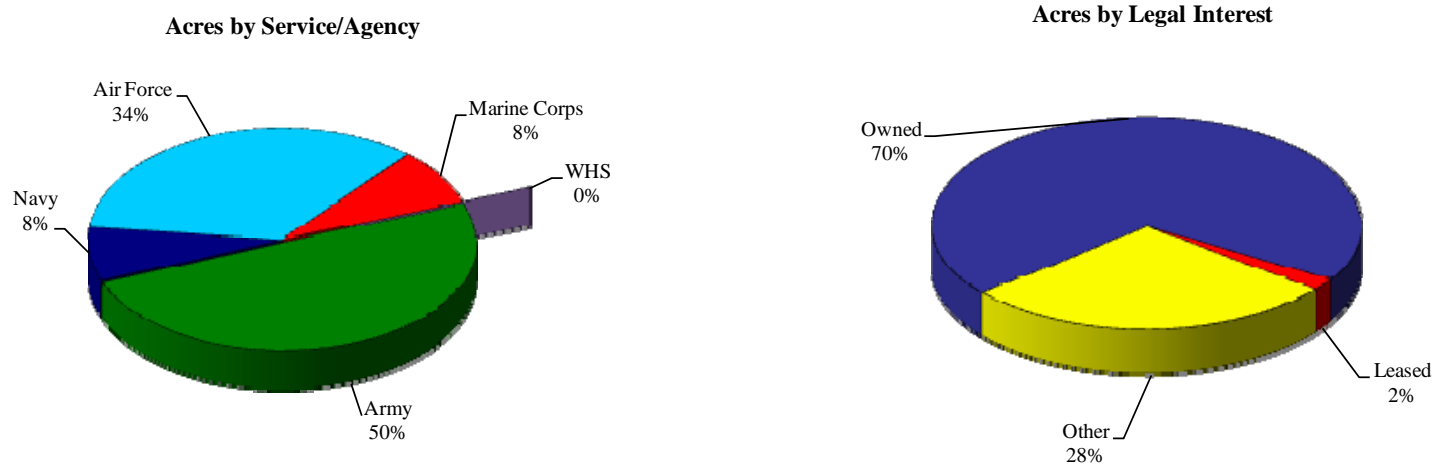 Acres by Service/Agency
Air Force
34%
Marine Corps
8%
WHS
0%
Navy
8%
Army
50%
Acres by Legal Interest
Owned
70%
Leased
2%
Other
28%